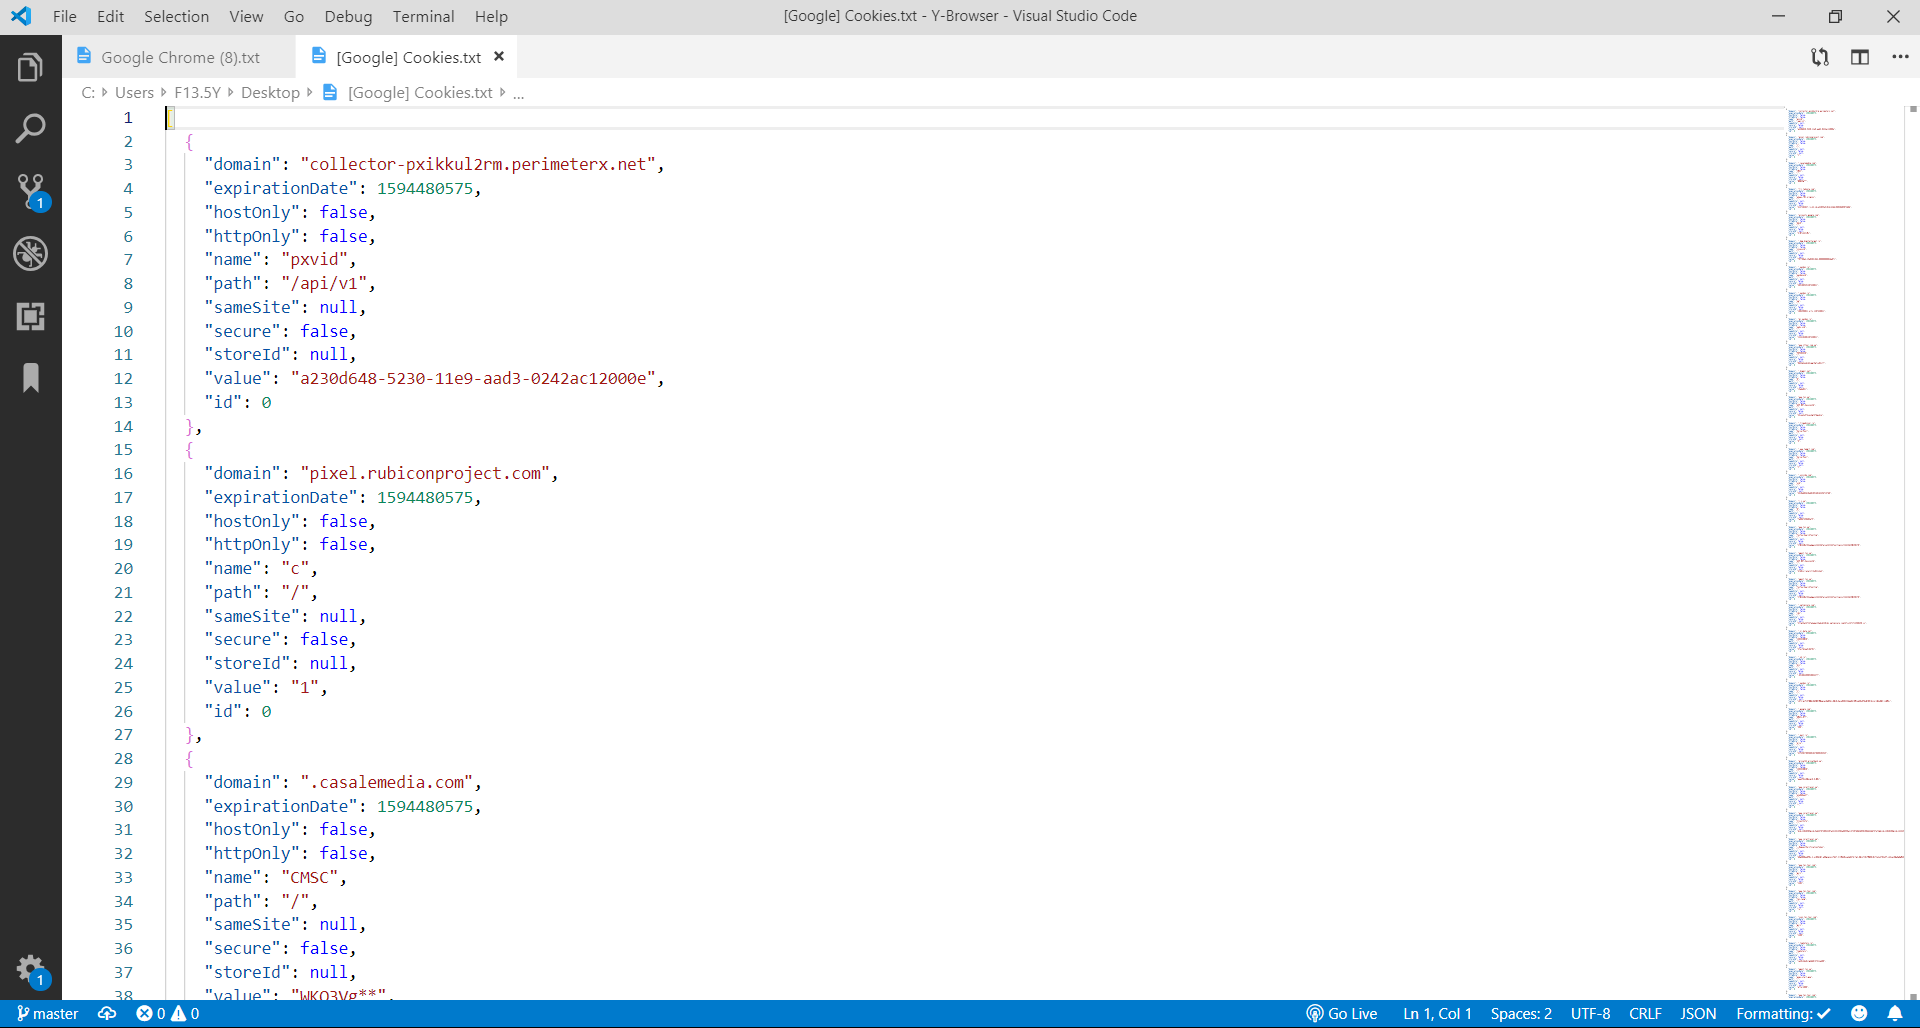 File Edit Selection View Go Debug Terminal Help [Google] Cookies.txt - Y-Browser - Visual Studio Code
Google Chrome (8).txt [Google] Cookies.txt
C: Users F13.5Y Desktop [Google] Cookies.txt ...
1 [
2 {
3 "domain": "collector-pxikkul2rm.perimeterx.net",
4 "expirationDate": 1594480575,
5 "hostOnly": false,
6 "httpOnly": false,
7 "name": "pxvid",
8 "path": "/api/v1",
9 "sameSite": null,
10 "secure": false,
11 "storeId": null,
12 "value": "a230d648-5230-11e9-aad3-0242ac12000e",
13 "id": 0
14 },
15 {
16 "domain": "pixel.rubiconproject.com",
17 "expirationDate": 1594480575,
18 "hostOnly": false,
19 "httpOnly": false,
20 "name": "c",
21 "path": "/",
22 "sameSite": null,
23 "secure": false,
24 "storeId": null,
25 "value": "1",
26 "id": 0
27 },
28 {
29 "domain": ".casalemedia.com",
30 "expirationDate": 1594480575,
31 "hostOnly": false,
32 "httpOnly": false,
33 "name": "CMSC",
34 "path": "/",
35 "sameSite": null,
36 "secure": false,
37 "storeId": null,
38 "value": "WKQ3Vg**",
1
1
master 0 0 Go Live Ln 1, Col 1 Spaces: 2 UTF-8 CRLF JSON Formatting: